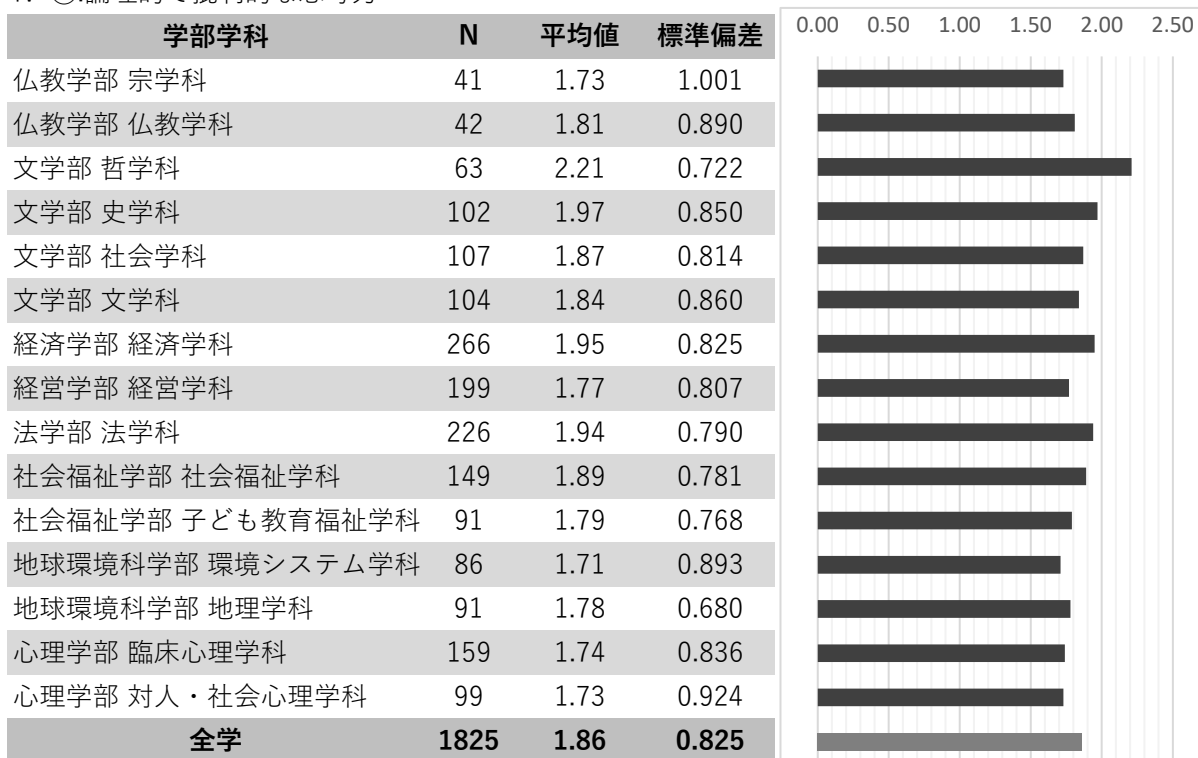 0.00 0.50 1.00 1.50 2.00 2.50
学部学科 N 平均値 標準偏差
仏教学部 宗学科 41 1.73 1.001
仏教学部 仏教学科 42 1.81 0.890
文学部 哲学科 63 2.21 0.722
文学部 史学科 102 1.97 0.850
文学部 社会学科 107 1.87 0.814
文学部 文学科 104 1.84 0.860
経済学部 経済学科 266 1.95 0.825
経営学部 経営学科 199 1.77 0.807
法学部 法学科 226 1.94 0.790
社会福祉学部 社会福祉学科 149 1.89 0.781
社会福祉学部 子ども教育福祉学科 91 1.79 0.768
地球環境科学部 環境システム学科 86 1.71 0.893
地球環境科学部 地理学科 91 1.78 0.680
心理学部 臨床心理学科 159 1.74 0.836
心理学部 対人・社会心理学科 99 1.73 0.924
全学 1825 1.86 0.825